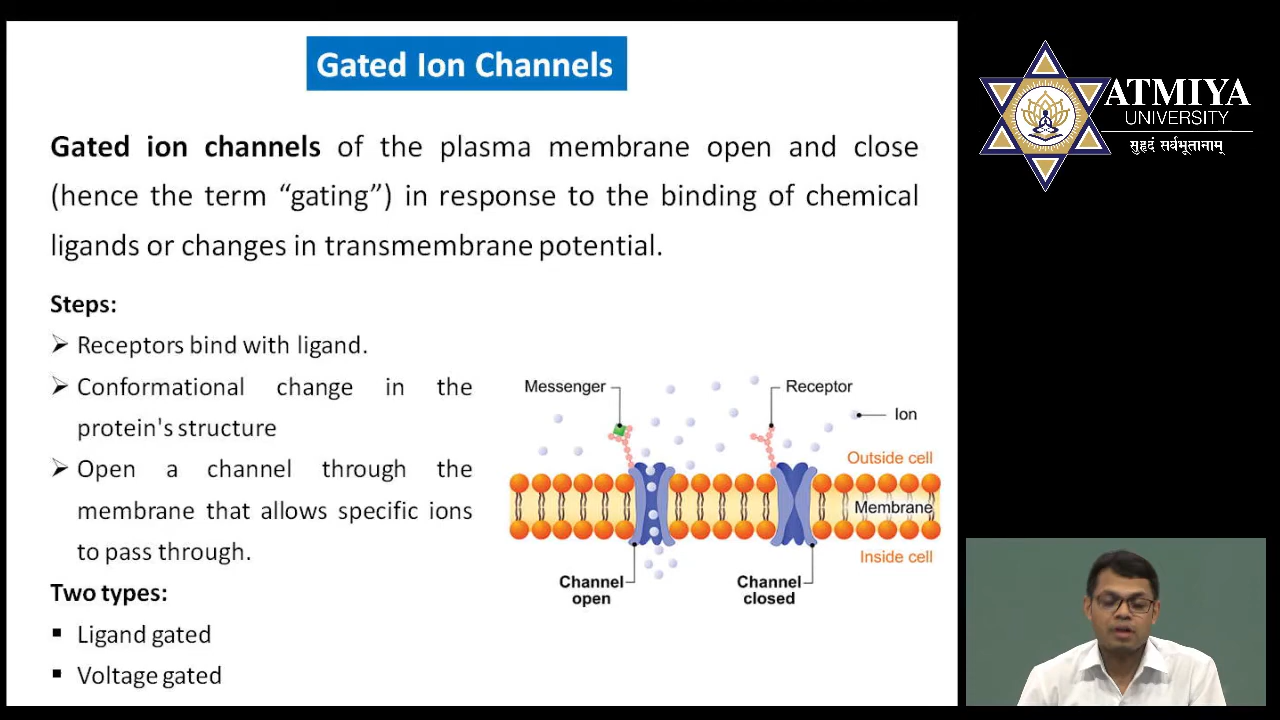 Gated Ion Channels
Gated ion channels of the plasma membrane open and close
(hence the term “gating”) in response to the binding of chemical
ligands or changes in transmembrane potential.
Steps:
➢ Receptors bind with ligand.
➢ Conformational change in the
protein's structure
➢ Open a channel through the
membrane that allows specific ions
to pass through.
Two types:
▪ Ligand gated
▪ Voltage gated
Messenger
Receptor
Ion
Outside cell
Membrane
Inside cell
Channel
open
Channel
closed
ATMIYA
UNIVERSITY
सुहृदं सर्वभूतानाम्